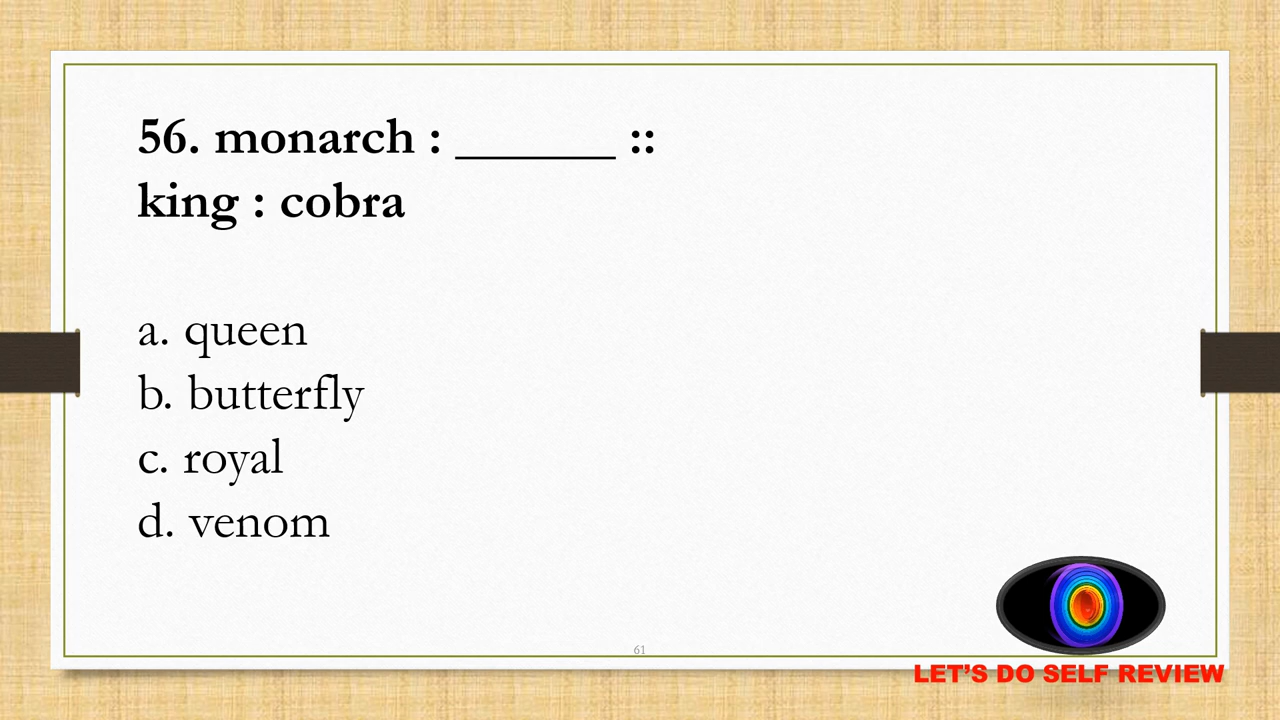 56. monarch : ______ ::
king : cobra
a. queen
b. butterfly
c. royal
d. venom
61
LET'S DO SELF REVIEW